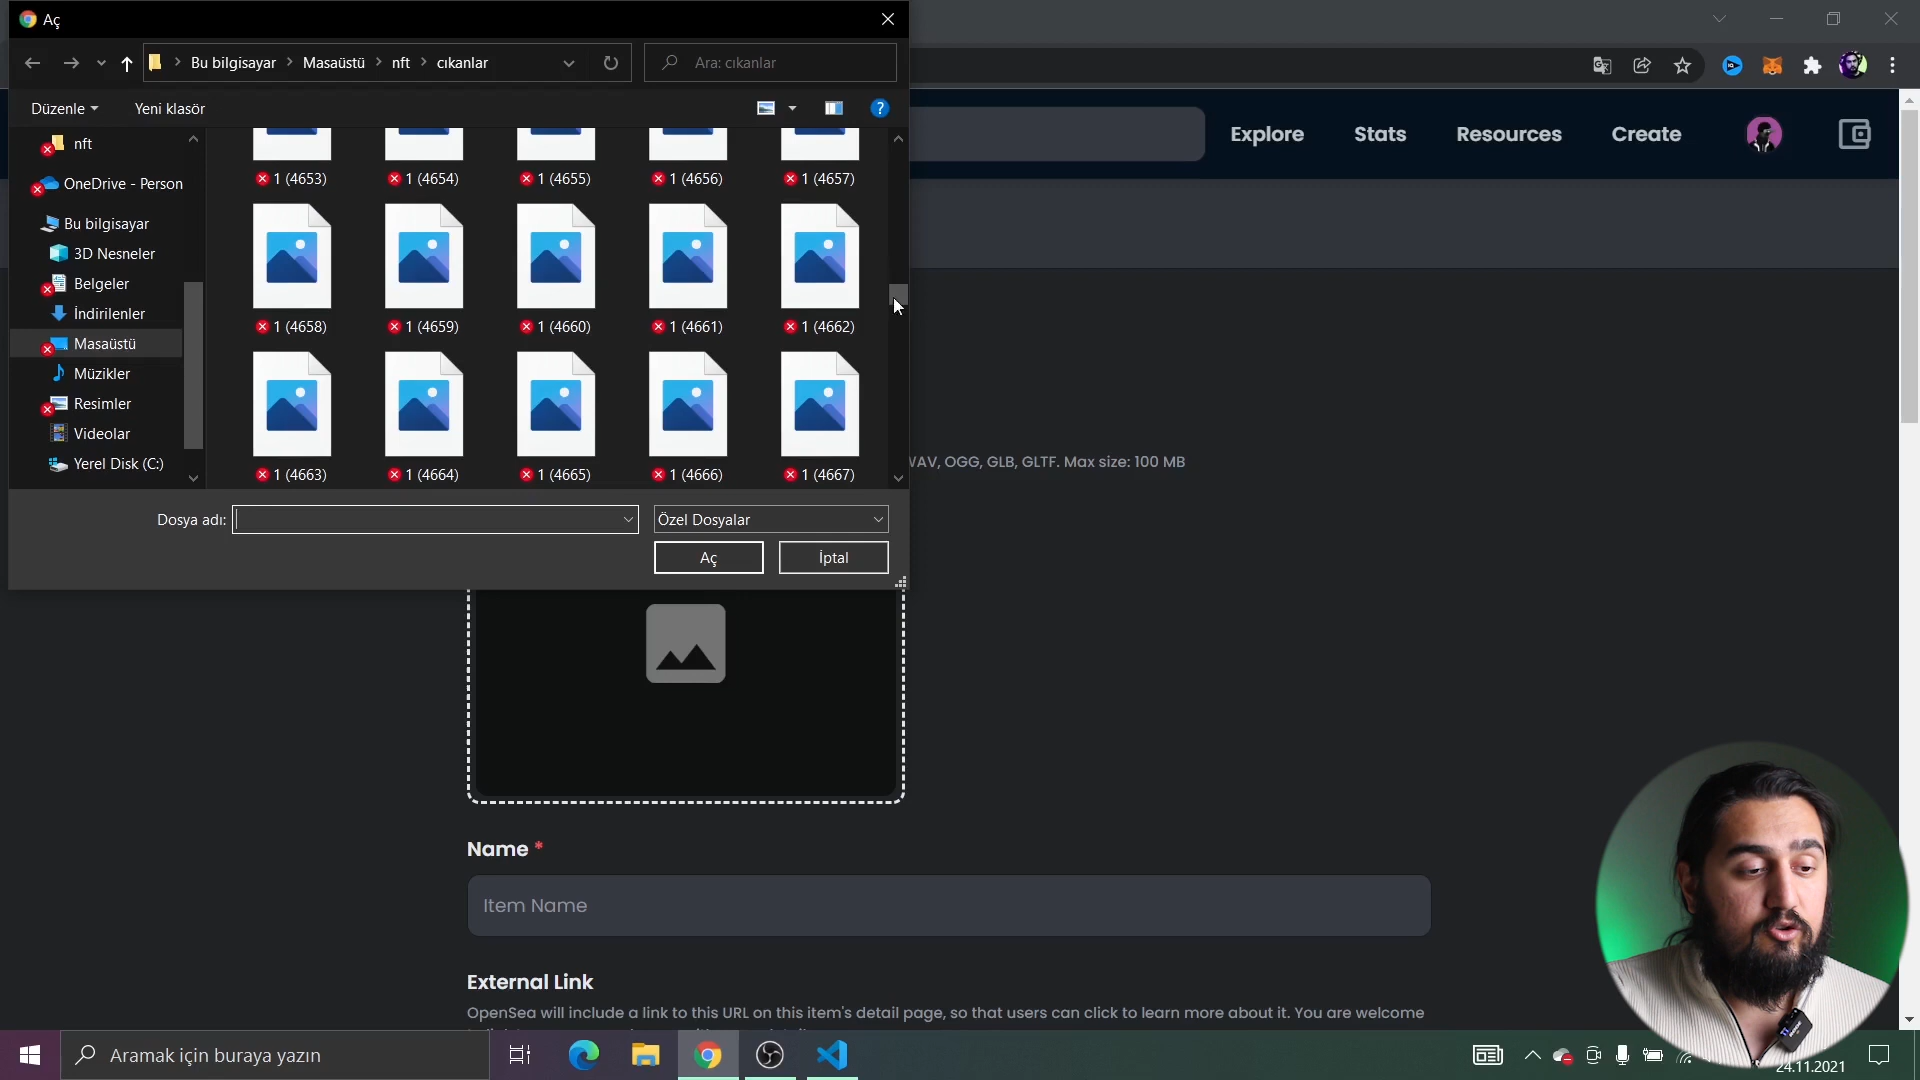 Aç
Bu bilgisayar
Masaüstü
nft
cıkanlar
Ara: cıkanlar
Düzenle
Yeni klasör
nft
OneDrive - Person
Bu bilgisayar
3D Nesneler
Belgeler
İndirilenler
Masaüstü
Müzikler
Resimler
Videolar
Yerel Disk (C:)
1 (4653)
1 (4654)
1 (4655)
1 (4656)
1 (4657)
1 (4658)
1 (4659)
1 (4660)
1 (4661)
1 (4662)
1 (4663)
1 (4664)
1 (4665)
1 (4666)
1 (4667)
Dosya adı:
Özel Dosyalar
Aç
İptal
Explore
Stats
Resources
Create
WAV, OGG, GLB, GLTF. Max size: 100 MB
Name *
Item Name
External Link
OpenSea will include a link to this URL on this item's detail page, so that users can click to learn more about it. You are welcome
Aramak için buraya yazın
24.11.2021